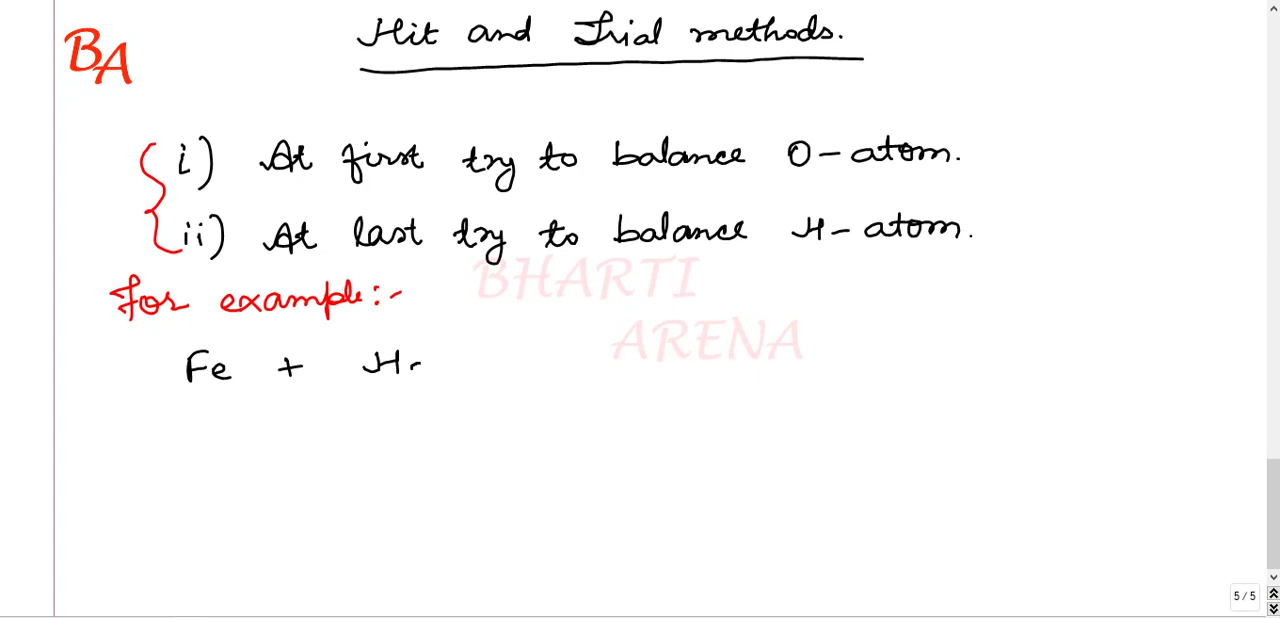 BA
Hit and Trial methods.
i) At first try to balance O-atom.
ii) At last try to balance H-atom.
BHARTI
ARENA
For example:-
Fe + H
5 / 5